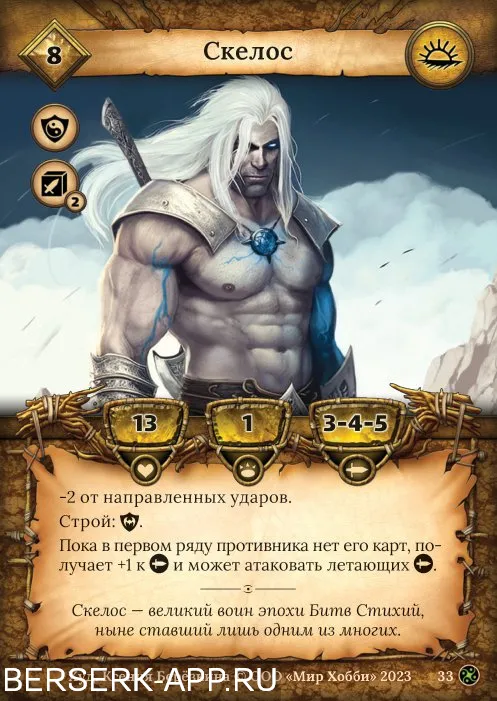 8
Скелос
2
13
1
3-4-5
-2 от направленных ударов.
Строй: .
Пока в первом ряду противника нет его карт, по-
лучает +1 к и может атаковать летающих .
Скелос — великий воин эпохи Битв Стихий,
ныне ставший лишь одним из многих.
«Мир Хобби» 2023 33
BERSERK-APP.RU